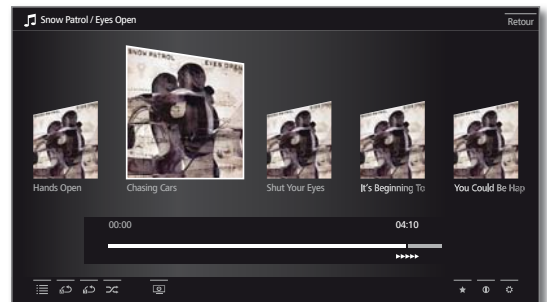 Snow Patrol / Eyes Open
Retour
SNOW PATROL EYES OPEN
Hands Open
Chasing Cars
Shut Your Eyes
It's Beginning To
You Could Be Hap
00:00
04:10